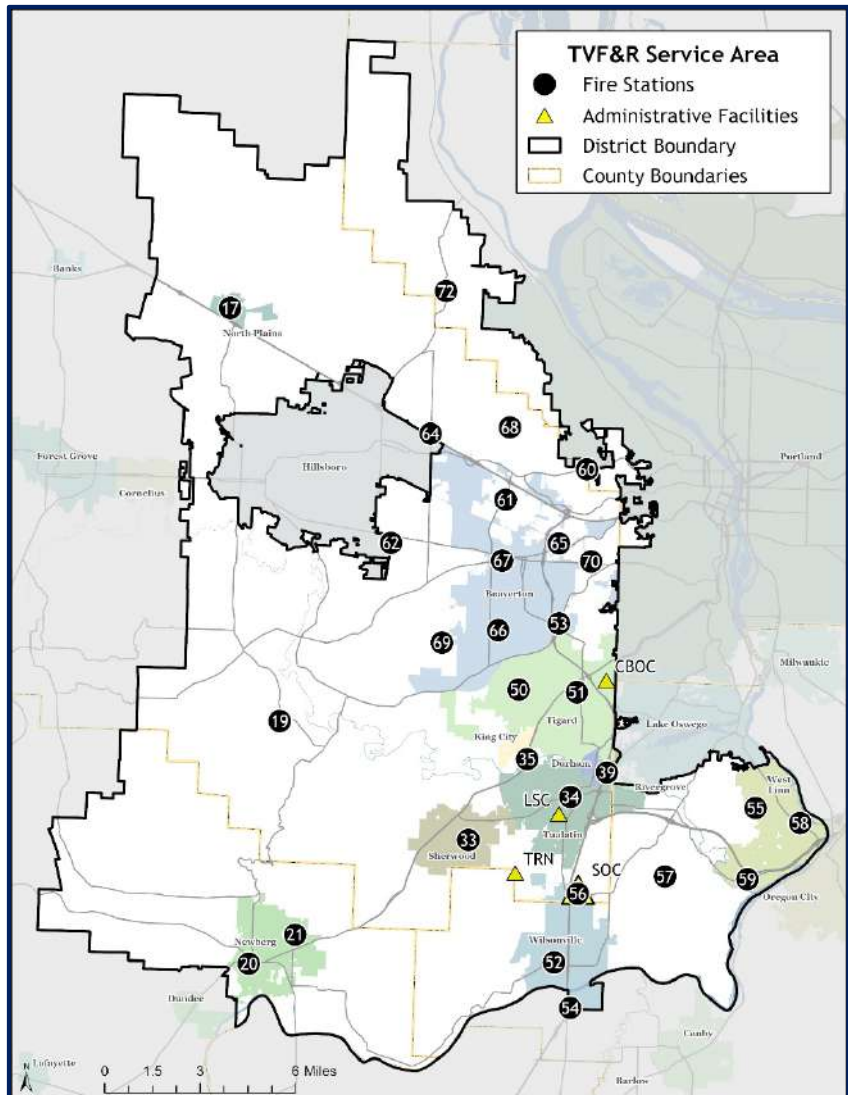 TVF&R Service Area
Fire Stations
Administrative Facilities
District Boundary
County Boundaries
72
Banks
17
North Plains
64
68
Portland
Forest Grove
Hillsboro
60
Cornelius
61
62
65
67
70
Beaverton
53
66
69
Milwaukie
CBOC
50
51
19
Tigard
Lake Oswego
King City
35
Durham
39
Rivergrove
West
Linn
LSC
34
55
58
Tualatin
33
Sherwood
TRN
SOC
57
59
56
Oregon City
21
Newberg
Wilsonville
20
52
Dundee
54
Canby
Lafayette
N
0 1.5 3 6 Miles
Barlow